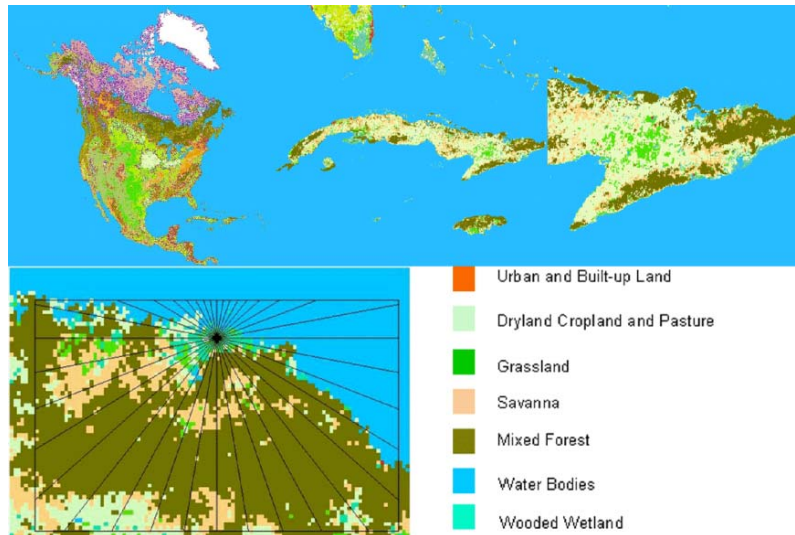 Urban and Built-up Land
Dryland Cropland and Pasture
Grassland
Savanna
Mixed Forest
Water Bodies
Wooded Wetland